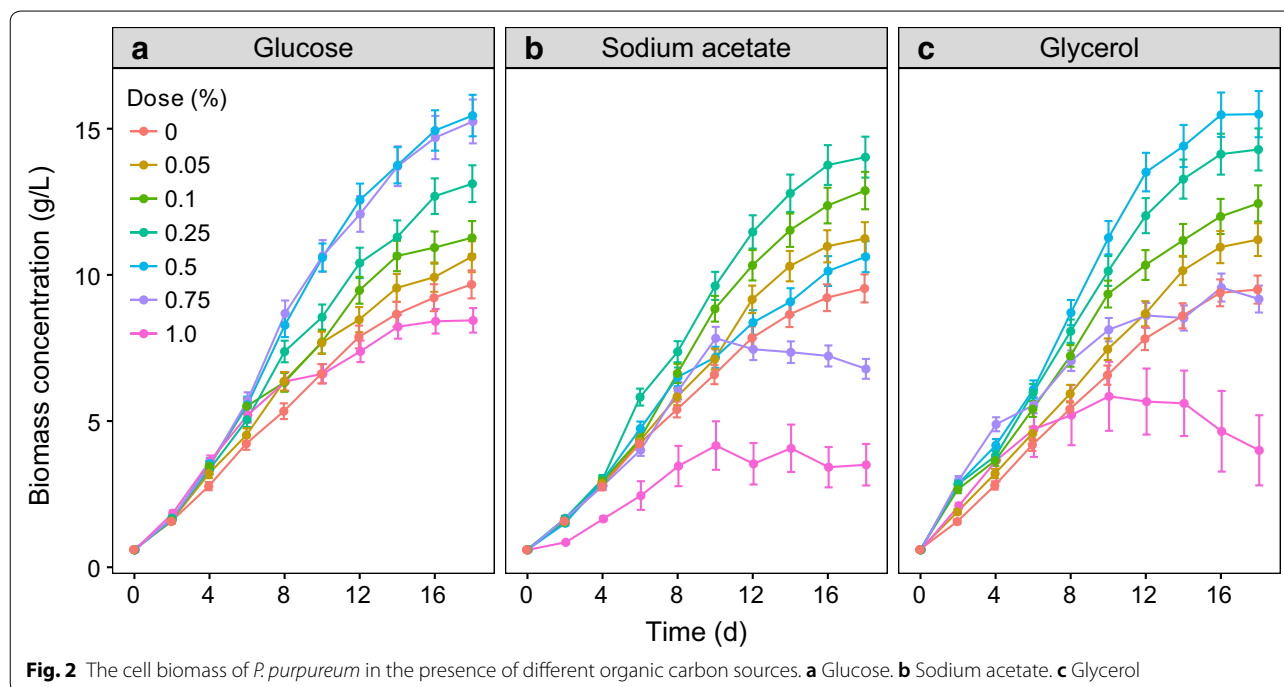 a Glucose
b Sodium acetate
c Glycerol
Dose (%)
0
0.05
0.1
0.25
0.5
0.75
1.0
Biomass concentration (g/L)
15
10
5
0
0 4 8 12 16
0 4 8 12 16
0 4 8 12 16
Time (d)
Fig. 2 The cell biomass of P. purpureum in the presence of different organic carbon sources. a Glucose. b Sodium acetate. c Glycerol